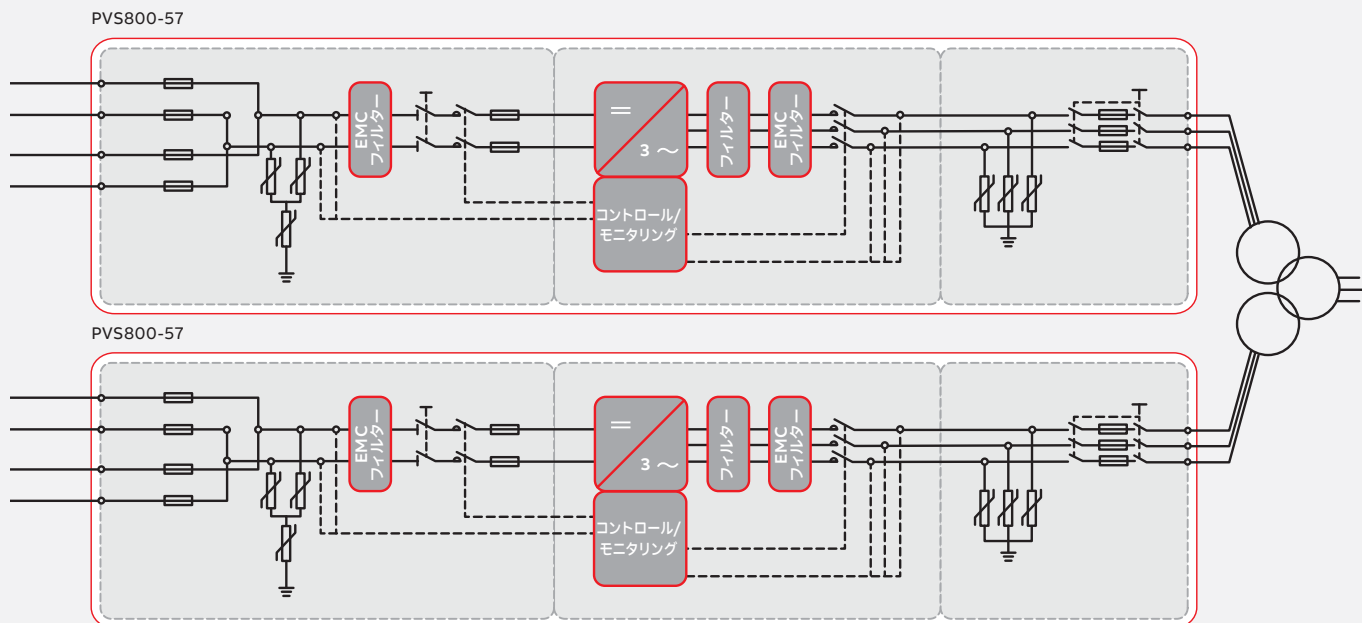 PVS800-57
EMC
フィルター
3 ～
フィルター
EMC
フィルター
コントロール/
モニタリング
PVS800-57
EMC
フィルター
3 ～
フィルター
EMC
フィルター
コントロール/
モニタリング